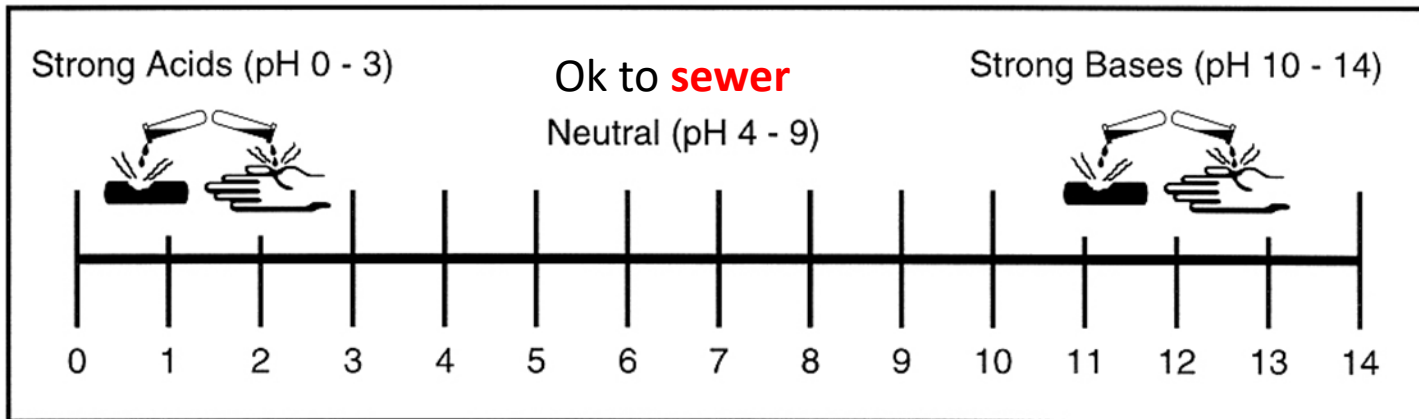 Strong Acids (pH 0 - 3)
Ok to sewer
Neutral (pH 4 - 9)
Strong Bases (pH 10 - 14)
0 1 2 3 4 5 6 7 8 9 10 11 12 13 14